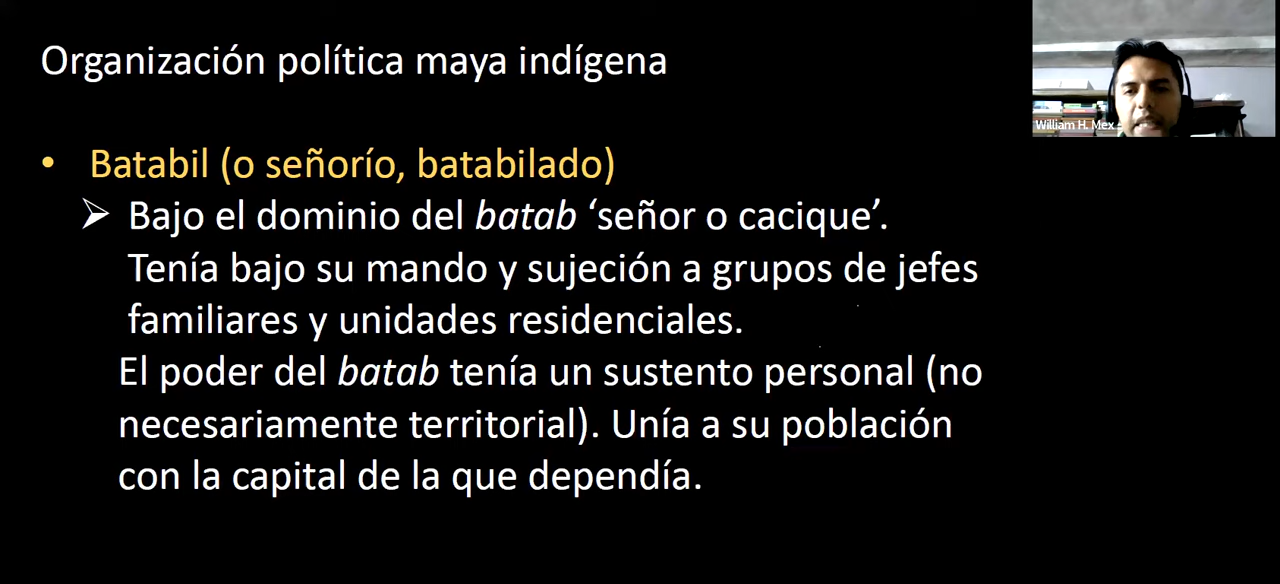 Organización política maya indígena
William H. Mex
• Batabil (o señorío, batabilado)
➢ Bajo el dominio del batab ‘señor o cacique’.
Tenía bajo su mando y sujeción a grupos de jefes
familiares y unidades residenciales.
El poder del batab tenía un sustento personal (no
necesariamente territorial). Unía a su población
con la capital de la que dependía.